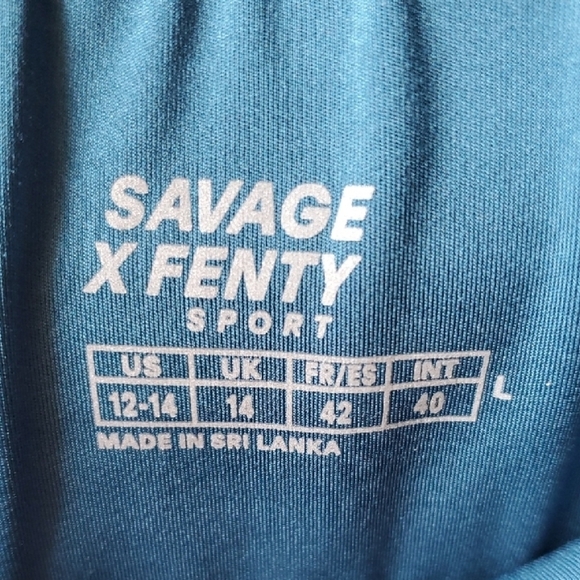 SAVAGE
X FENTY
SPORT
US UK FR/ES INT
12-14 14 42 40 L
MADE IN SRI LANKA